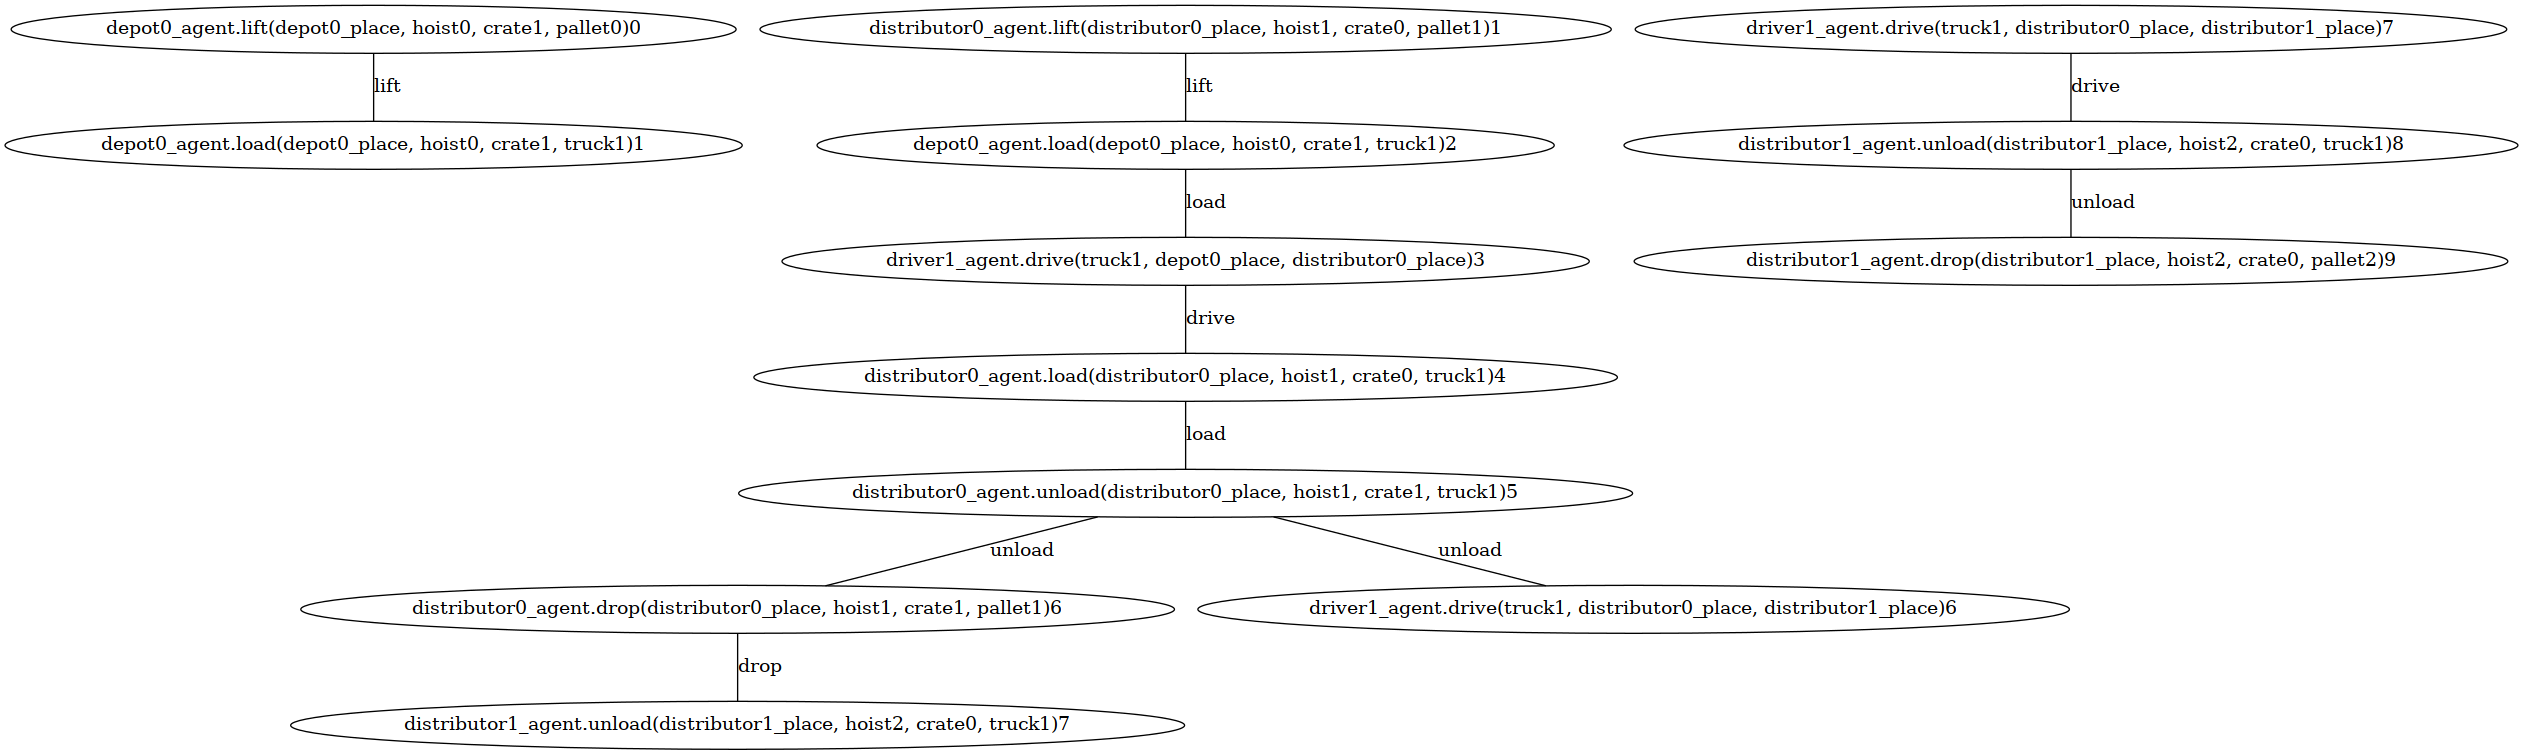 depot0_agent.lift(depot0_place, hoist0, crate1, pallet0)0
distributor0_agent.lift(distributor0_place, hoist1, crate0, pallet1)1
driver1_agent.drive(truck1, distributor0_place, distributor1_place)7
lift
lift
drive
depot0_agent.load(depot0_place, hoist0, crate1, truck1)1
depot0_agent.load(depot0_place, hoist0, crate1, truck1)2
distributor1_agent.unload(distributor1_place, hoist2, crate0, truck1)8
load
unload
driver1_agent.drive(truck1, depot0_place, distributor0_place)3
distributor1_agent.drop(distributor1_place, hoist2, crate0, pallet2)9
drive
distributor0_agent.load(distributor0_place, hoist1, crate0, truck1)4
load
distributor0_agent.unload(distributor0_place, hoist1, crate1, truck1)5
unload
unload
distributor0_agent.drop(distributor0_place, hoist1, crate1, pallet1)6
driver1_agent.drive(truck1, distributor0_place, distributor1_place)6
drop
distributor1_agent.unload(distributor1_place, hoist2, crate0, truck1)7